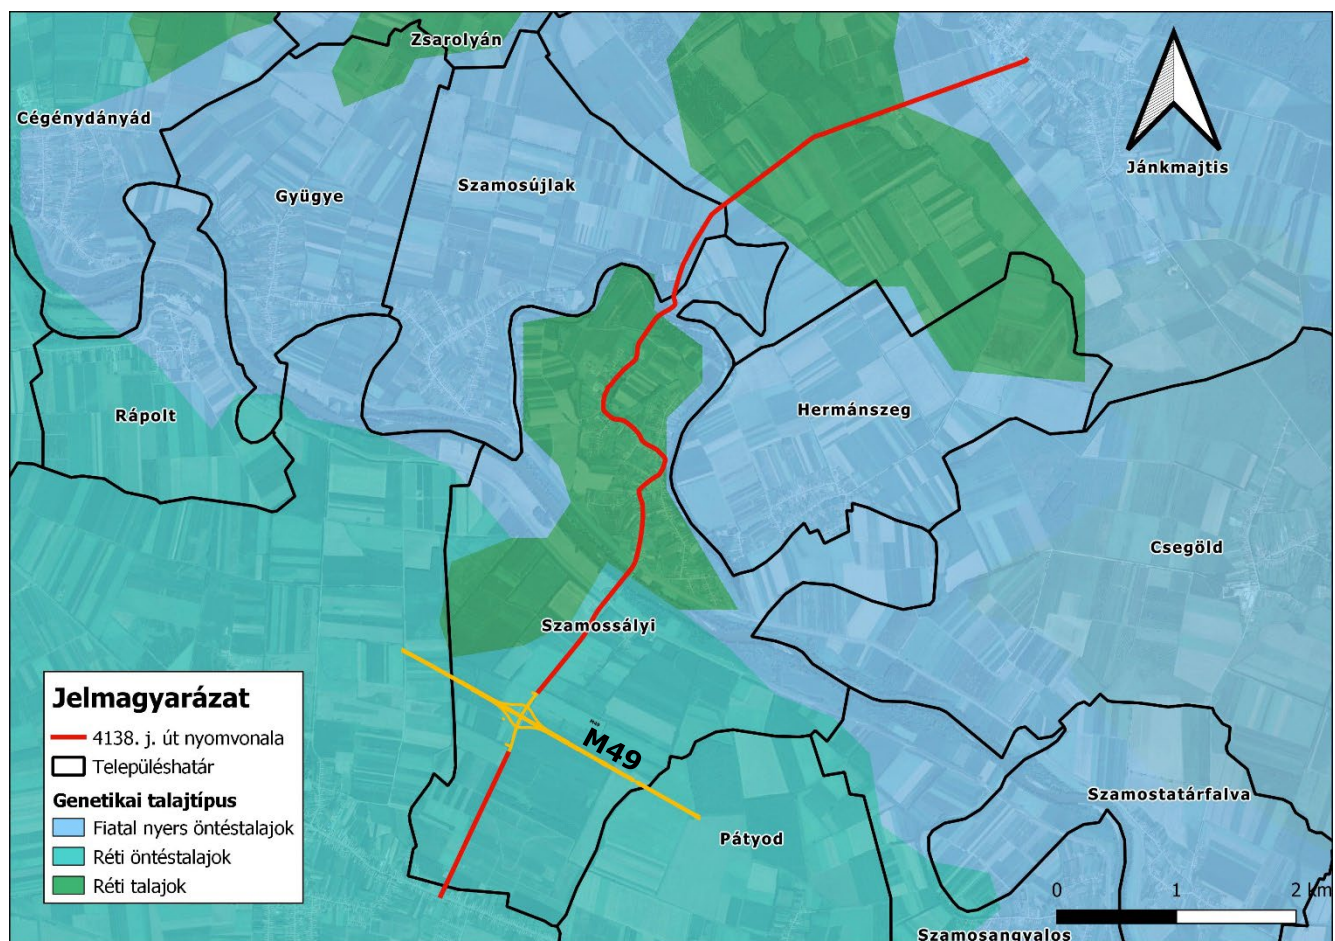 Zsarolyán
Cégénydányád
Jánkmajtis
Gyügye
Szamosújlak
Rápolt
Hermánszeg
Csegöld
Szamossályi
M49
M49
Pátyod
Szamostatárfalva
Szamosangyalos
Jelmagyarázat
4138. j. út nyomvonala
Településhatár
Genetikai talajtípus
Fiatal nyers öntéstalajok
Réti öntéstalajok
Réti talajok
0 1 2 km